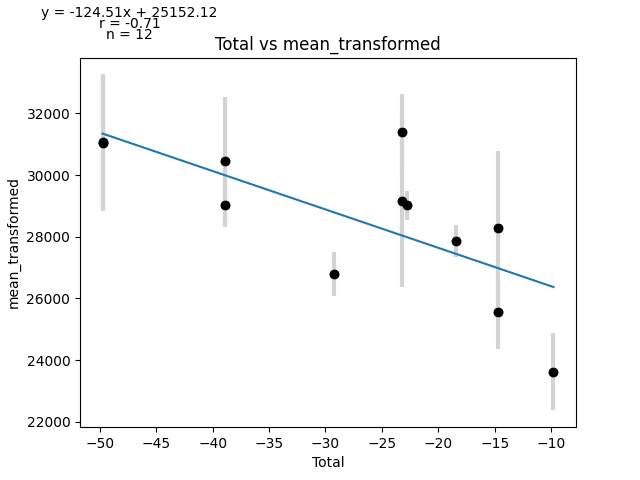 y = -124.51x + 25152.12
r = -0.71
n = 12
Total vs mean_transformed
mean_transformed
32000
30000
28000
26000
24000
22000
−50
−45
−40
−35
−30
−25
−20
−15
−10
Total